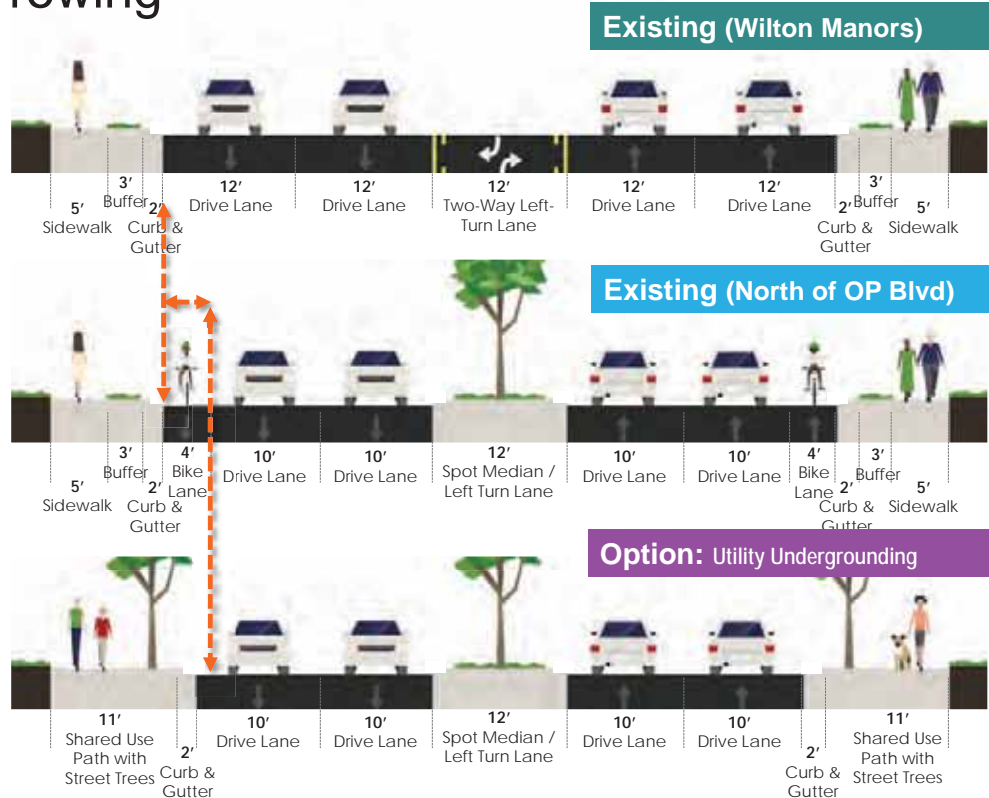 rowing
Existing (Wilton Manors)
5'
Sidewalk
3'
Buffer
2'
Curb &
Gutter
12'
Drive Lane
12'
Drive Lane
12'
Two-Way Left-
Turn Lane
12'
Drive Lane
12'
Drive Lane
2'
Curb &
Gutter
3'
Buffer
5'
Sidewalk
Existing (North of OP Blvd)
5'
Sidewalk
3'
Buffer
2'
Curb &
Gutter
4'
Bike
Lane
10'
Drive Lane
10'
Drive Lane
12'
Spot Median /
Left Turn Lane
10'
Drive Lane
10'
Drive Lane
4'
Bike
Lane
2'
Curb &
Gutter
3'
Buffer
5'
Sidewalk
Option: Utility Undergrounding
11'
Shared Use
Path with
Street Trees
2'
Curb &
Gutter
10'
Drive Lane
10'
Drive Lane
12'
Spot Median /
Left Turn Lane
10'
Drive Lane
10'
Drive Lane
2'
Curb &
Gutter
11'
Shared Use
Path with
Street Trees